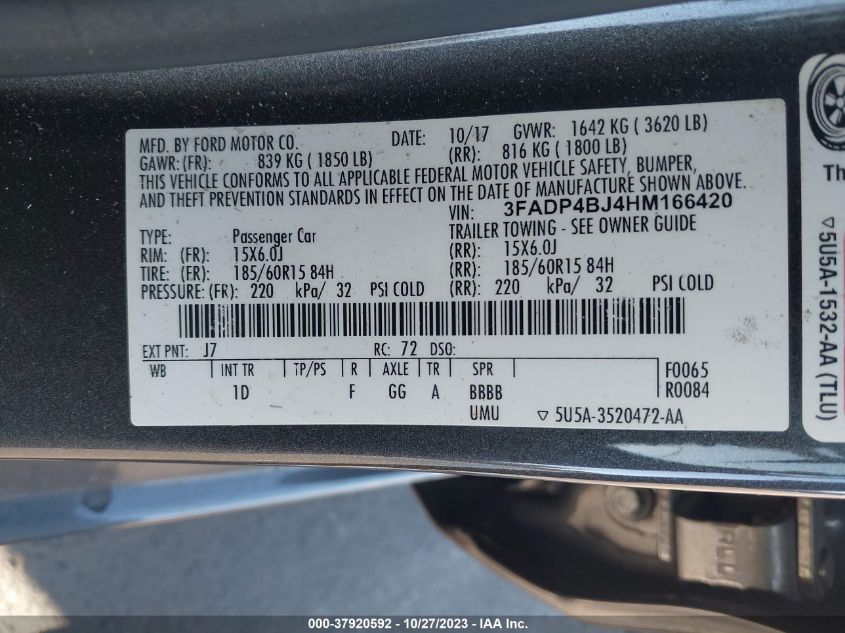 MFD. BY FORD MOTOR CO.
DATE: 10/17 GVWR: 1642 KG ( 3620 LB)
GAWR: (FR): 839 KG ( 1850 LB) (RR): 816 KG ( 1800 LB)
THIS VEHICLE CONFORMS TO ALL APPLICABLE FEDERAL MOTOR VEHICLE SAFETY, BUMPER,
AND THEFT PREVENTION STANDARDS IN EFFECT ON THE DATE OF MANUFACTURE SHOWN ABOVE.
VIN: 3FADP4BJ4HM166420
TYPE: Passenger Car TRAILER TOWING - SEE OWNER GUIDE
RIM: (FR): 15X6.0J (RR): 15X6.0J
TIRE: (FR): 185/60R15 84H (RR): 185/60R15 84H
PRESSURE: (FR): 220 kPa/ 32 PSI COLD (RR): 220 kPa/ 32 PSI COLD
EXT PNT: J7 RC: 72 DSO:
WB INT TR TP/PS R AXLE TR SPR F0065
1D F GG A BBBB R0084
UMU ▽ 5U5A-3520472-AA
Th
▽5U5A-1532-AA (TLU)
000-37920592 - 10/27/2023 - IAA Inc.